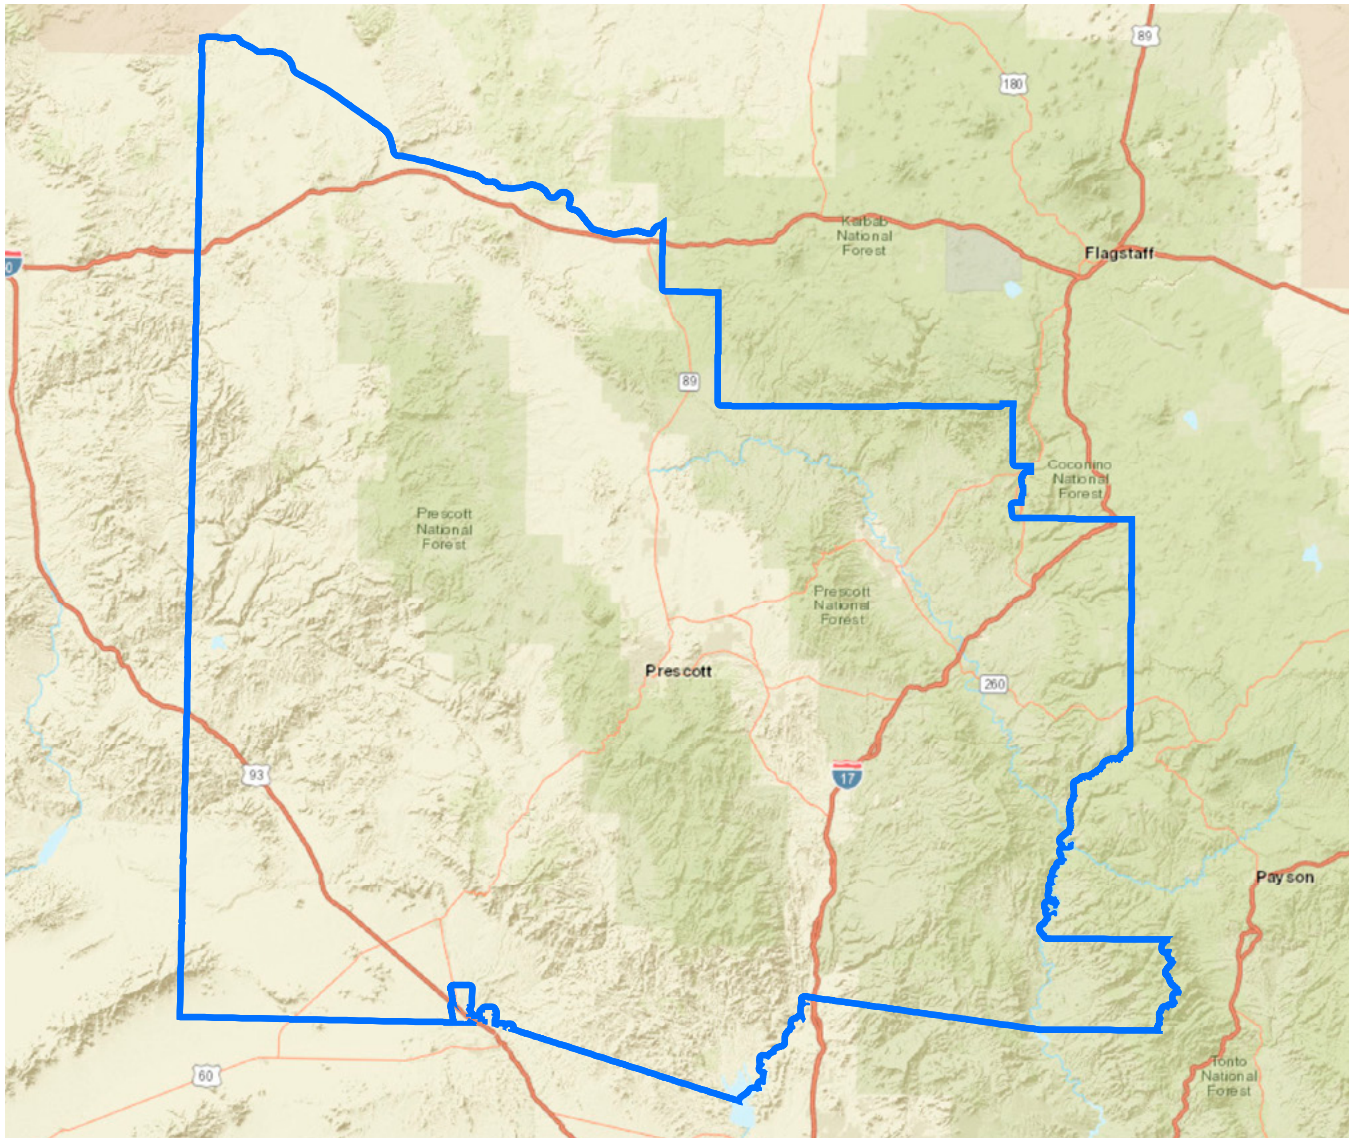 89
180
Kaibab
National
Forest
Flagstaff
0
89
Coconino
National
Forest
Prescott
National
Forest
Prescott
National
Forest
Prescott
260
93
17
Payson
60
Tonto
National
Forest